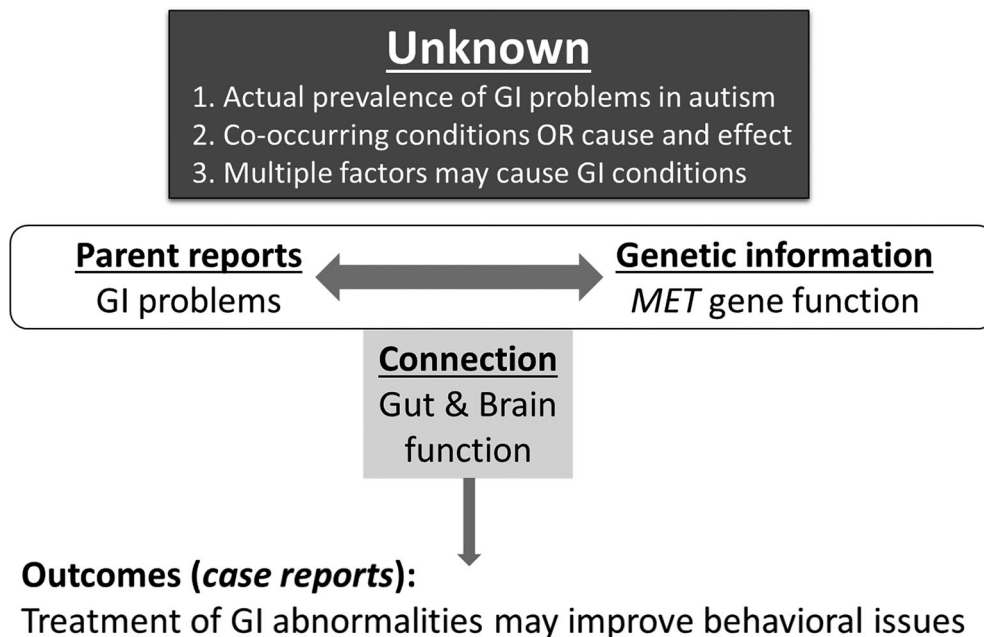 Unknown
1. Actual prevalence of GI problems in autism
2. Co-occurring conditions OR cause and effect
3. Multiple factors may cause GI conditions
Parent reports
GI problems
Genetic information
MET gene function
Connection
Gut & Brain
function
Outcomes (case reports):
Treatment of GI abnormalities may improve behavioral issues